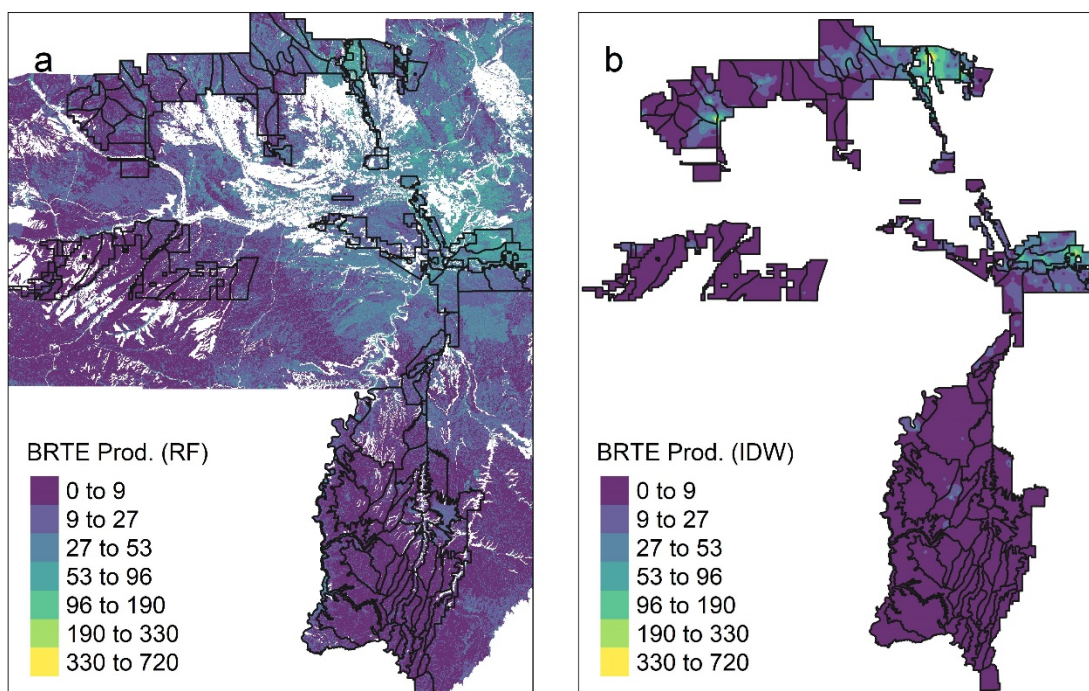 a
BRTE Prod. (RF)
0 to 9
9 to 27
27 to 53
53 to 96
96 to 190
190 to 330
330 to 720
b
BRTE Prod. (IDW)
0 to 9
9 to 27
27 to 53
53 to 96
96 to 190
190 to 330
330 to 720